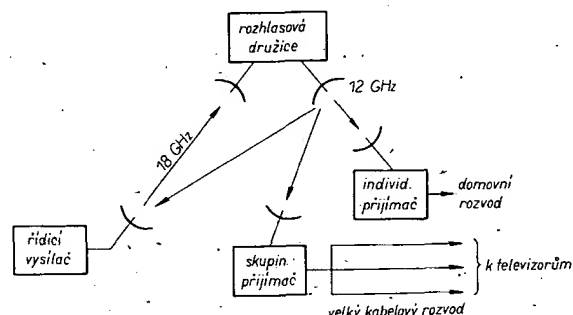 rozhlasová
družice
12 GHz
18 GHz
individ.
přijímač
domovní
rozvod
řídicí
vysílač
skupin.
přijímač
k televizorům
velký kabelový rozvod